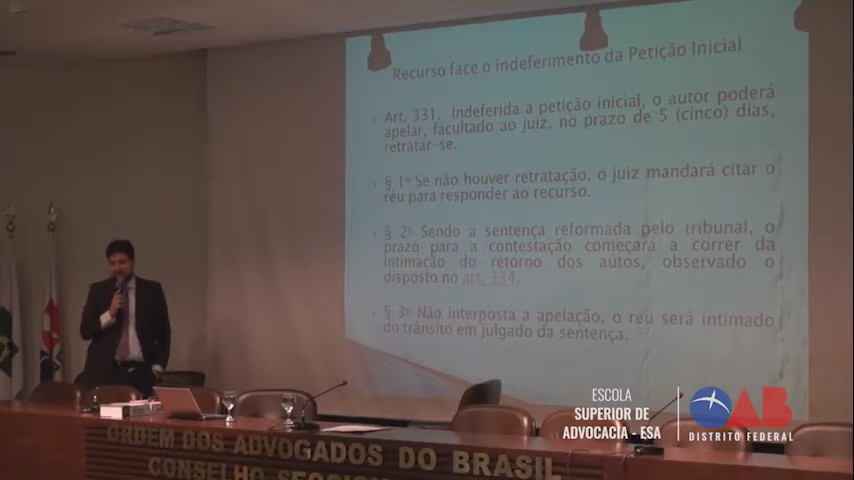 Recurso face o indeferimento da Petição Inicial
Art. 331. Indeferida a petição inicial, o autor poderá
apelar, facultado ao juiz, no prazo de 5 (cinco) dias,
retratar-se.
§ 1º Se não houver retratação, o juiz mandará citar o
réu para responder ao recurso.
§ 2º Sendo a sentença reformada pelo tribunal, o
prazo para a contestação começará a correr da
intimação do retorno dos autos, observado o
disposto no art. 334.
§ 3º Não interposta a apelação, o réu será intimado
do trânsito em julgado da sentença.
ESCOLA
SUPERIOR DE
ADVOCACIA - ESA
OAB
DISTRITO FEDERAL
ORDEM DOS ADVOGADOS DO BRASIL
CONSELHO